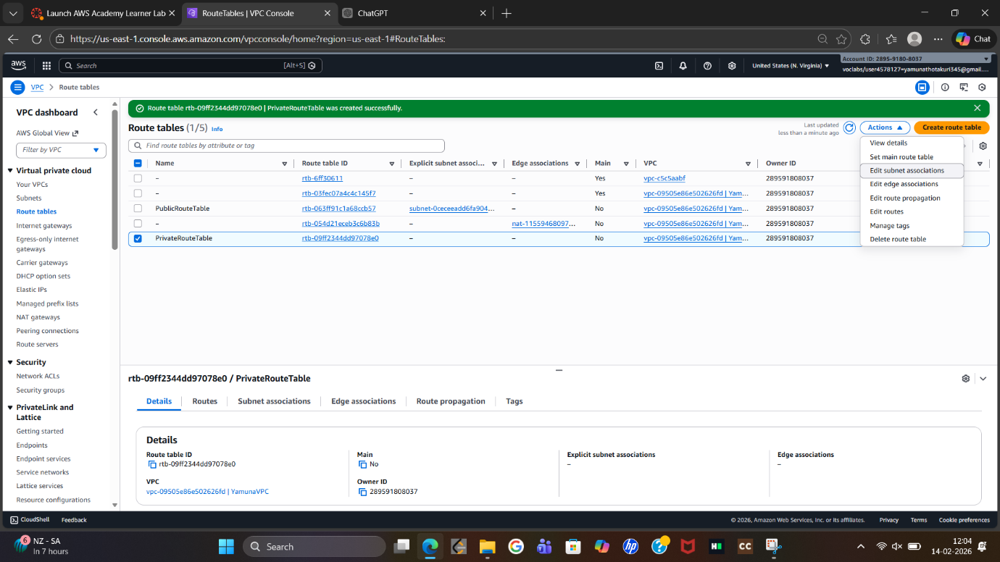 Launch AWS Academy Learner Lab
RouteTables | VPC Console
ChatGPT
https://us-east-1.console.aws.amazon.com/vpcconsole/home?region=us-east-1#RouteTables:
Chat
aws
Search
[Alt+S]
United States (N. Virginia)
Account ID: 2895-9180-8037
voclabs/user4578127=yamunathotakuri345@gmail....
VPC
Route tables
VPC dashboard
AWS Global View
Filter by VPC
Virtual private cloud
Your VPCs
Subnets
Route tables
Internet gateways
Egress-only internet
gateways
Carrier gateways
DHCP option sets
Elastic IPs
Managed prefix lists
NAT gateways
Peering connections
Route servers
Security
Network ACLs
Security groups
PrivateLink and
Lattice
Getting started
Endpoints
Endpoint services
Service networks
Lattice services
Resource configurations
Route table rtb-09ff2344dd97078e0 | PrivateRouteTable was created successfully.
Route tables (1/5) Info
Last updated
less than a minute ago
Actions
Create route table
Find route tables by attribute or tag
View details
Set main route table
Edit subnet associations
Edit edge associations
Edit route propagation
Edit routes
Manage tags
Delete route table
Name Route table ID Explicit subnet associ... Edge associations Main VPC Owner ID
– rtb-6ff30611 – – Yes vpc-c5c5aabf 289591808037
– rtb-03fec07a4c4c145f7 – – Yes vpc-09505e86e502626fd | Yamu... 289591808037
PublicRouteTable rtb-063ff91c1a68ccb57 subnet-0ceceeadd6fa904... – No vpc-09505e86e502626fd | Yamu... 289591808037
– rtb-054d21eceb3c6b83b – nat-11559468097... No vpc-09505e86e502626fd | Yamu... 289591808037
PrivateRouteTable rtb-09ff2344dd97078e0 – – No vpc-09505e86e502626fd | Yamu... 289591808037
rtb-09ff2344dd97078e0 / PrivateRouteTable
Details Routes Subnet associations Edge associations Route propagation Tags
Details
Route table ID
rtb-09ff2344dd97078e0
Main
No
Explicit subnet associations
–
Edge associations
–
VPC
vpc-09505e86e502626fd | YamunaVPC
Owner ID
289591808037
CloudShell
Feedback
© 2026, Amazon Web Services, Inc. or its affiliates.
Privacy
Terms
Cookie preferences
6
NZ - SA
In 7 hours
Search
hp
H
CC
12:04
14-02-2026